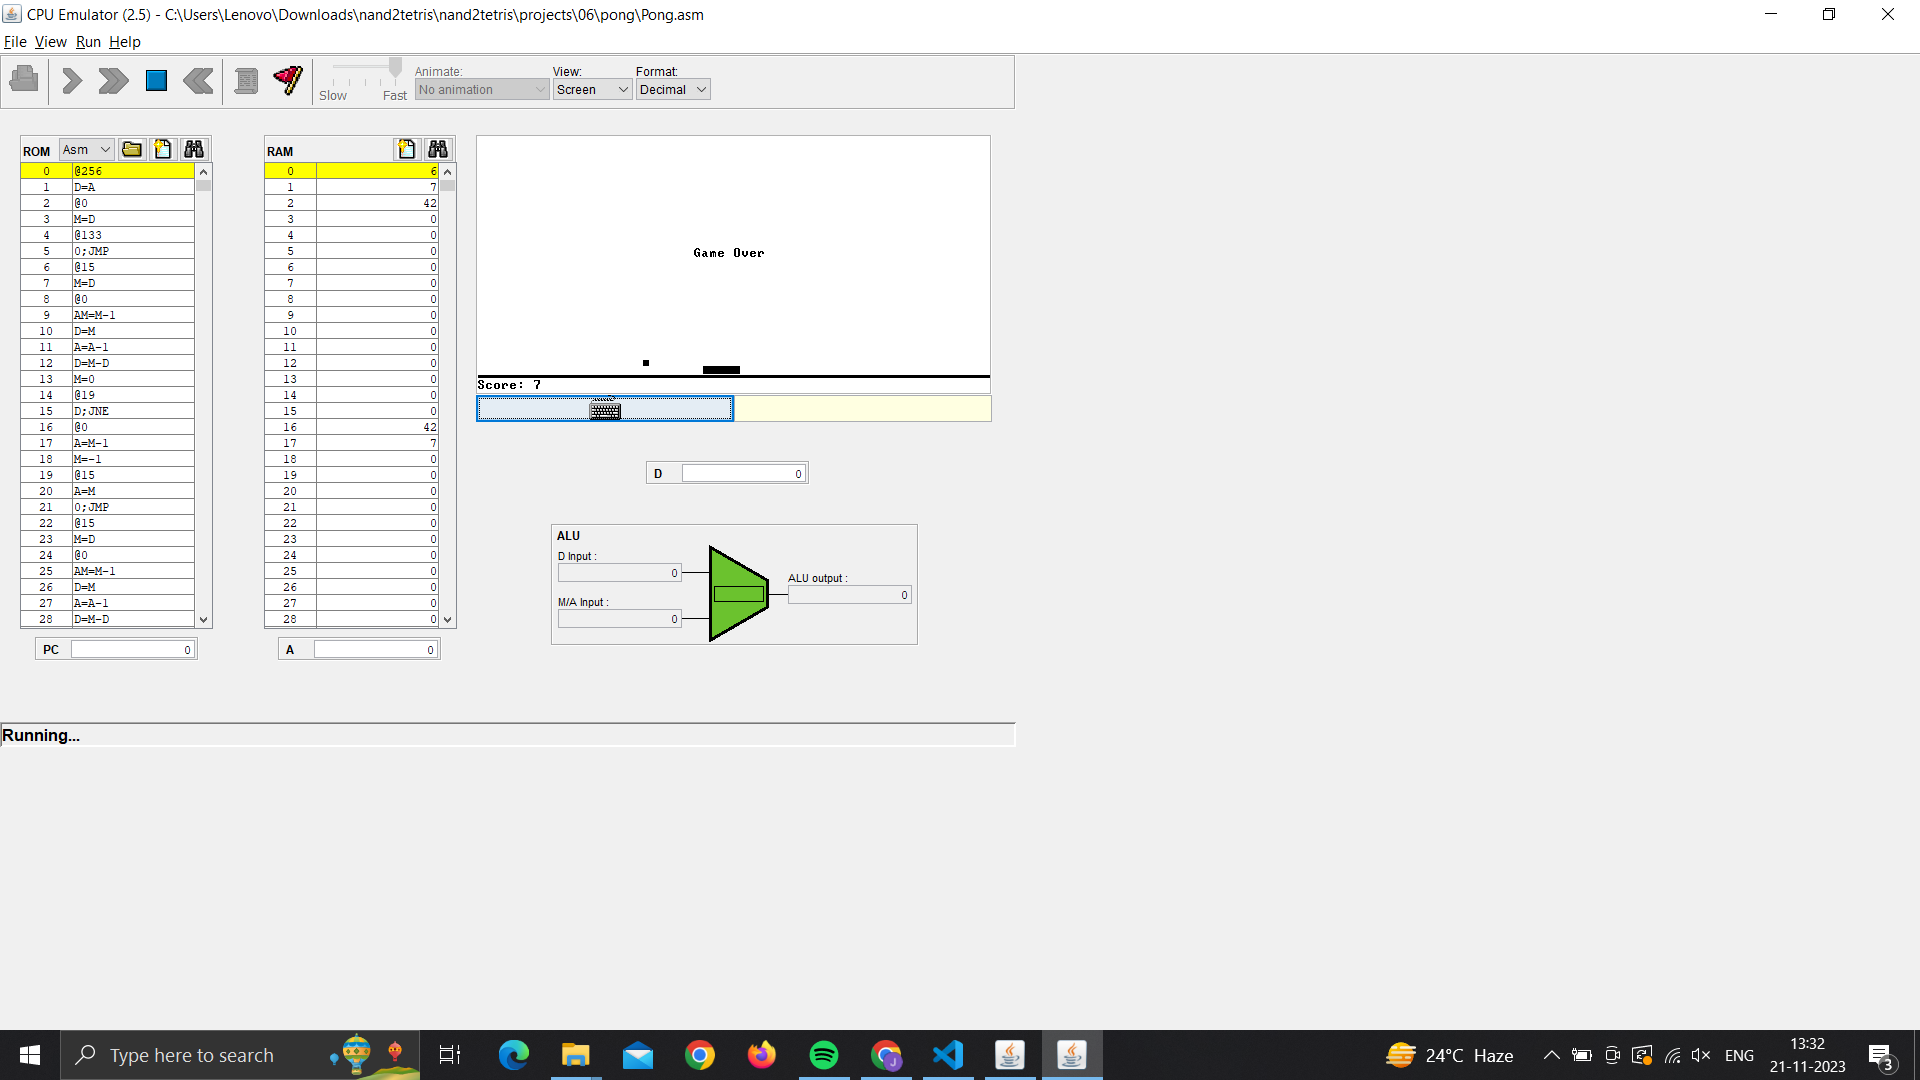 CPU Emulator (2.5) - C:\Users\Lenovo\Downloads\nand2tetris\nand2tetris\projects\06\pong\Pong.asm
File View Run Help
Slow Fast
Animate:
No animation
View:
Screen
Format:
Decimal
ROM Asm
0 @256
1 D=A
2 @0
3 M=D
4 @133
5 0;JMP
6 @15
7 M=D
8 @0
9 AM=M-1
10 D=M
11 A=A-1
12 D=M-D
13 M=0
14 @19
15 D;JNE
16 @0
17 A=M-1
18 M=-1
19 @15
20 A=M
21 0;JMP
22 @15
23 M=D
24 @0
25 AM=M-1
26 D=M
27 A=A-1
28 D=M-D
PC 0
RAM
0 6
1 7
2 42
3 0
4 0
5 0
6 0
7 0
8 0
9 0
10 0
11 0
12 0
13 0
14 0
15 0
16 42
17 7
18 0
19 0
20 0
21 0
22 0
23 0
24 0
25 0
26 0
27 0
28 0
A 0
Game Over
Score: 7
D 0
ALU
D Input :
0
M/A Input :
0
ALU output :
0
Running...
Type here to search
24°C Haze
ENG
13:32
21-11-2023
3